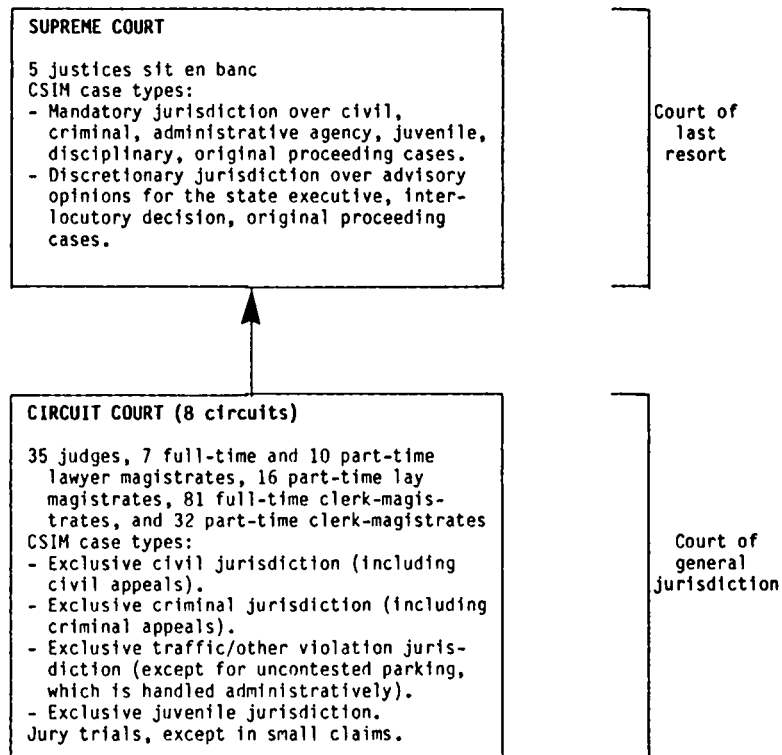 SUPREME COURT
5 justices sit en banc
CSIM case types:
- Mandatory jurisdiction over civil,
criminal, administrative agency, juvenile,
disciplinary, original proceeding cases.
- Discretionary jurisdiction over advisory
opinions for the state executive, inter-
locutory decision, original proceeding
cases.
Court of
last
resort
CIRCUIT COURT (8 circuits)
35 judges, 7 full-time and 10 part-time
lawyer magistrates, 16 part-time lay
magistrates, 81 full-time clerk-magis-
trates, and 32 part-time clerk-magistrates
CSIM case types:
- Exclusive civil jurisdiction (including
civil appeals).
- Exclusive criminal jurisdiction (including
criminal appeals).
- Exclusive traffic/other violation juris-
diction (except for uncontested parking,
which is handled administratively).
- Exclusive juvenile jurisdiction.
Jury trials, except in small claims.
Court of
general
jurisdiction